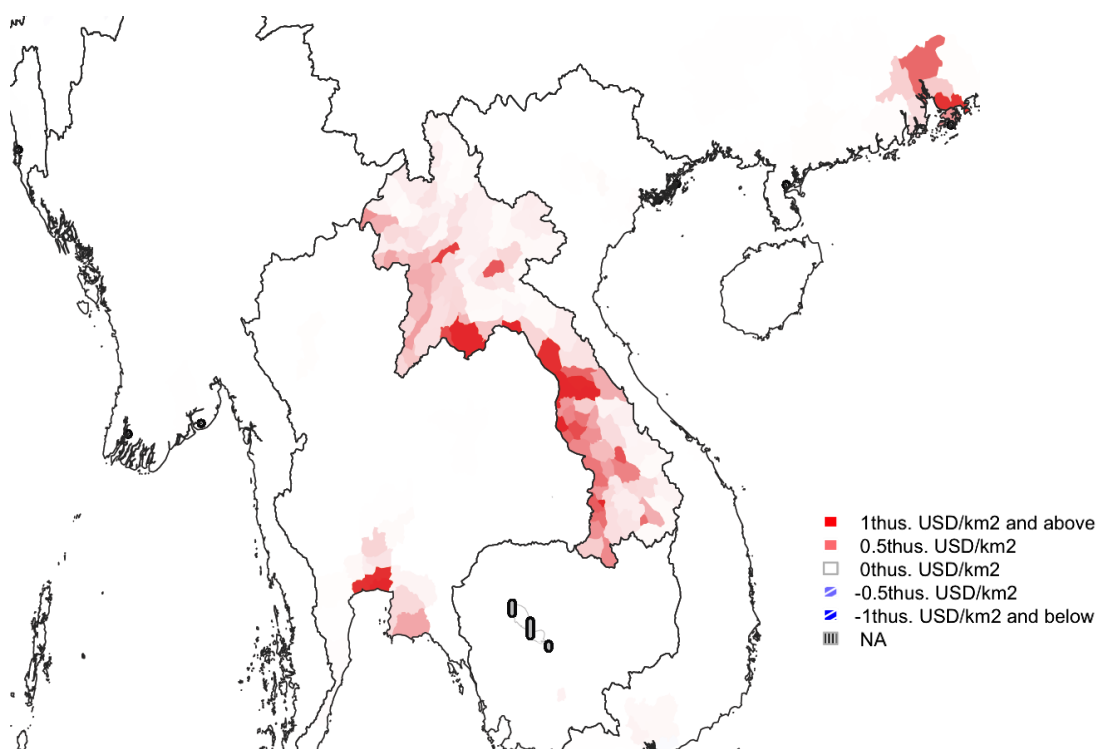 1thus. USD/km2 and above
0.5thus. USD/km2
0thus. USD/km2
-0.5thus. USD/km2
-1thus. USD/km2 and below
NA